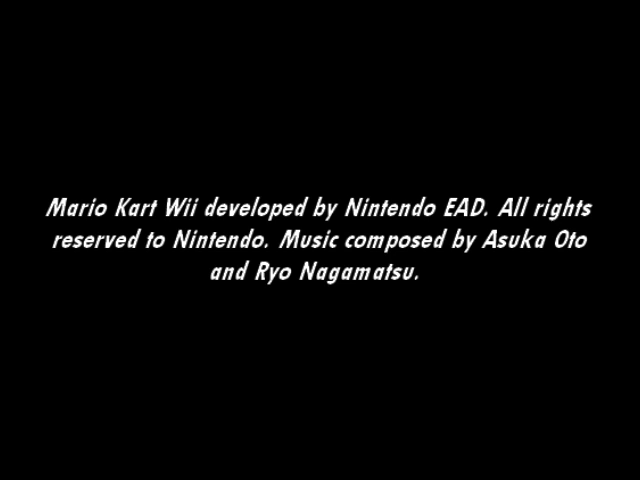 Mario Kart Wii developed by Nintendo EAD. All rights
reserved to Nintendo. Music composed by Asuka Oto
and Ryo Nagamatsu.